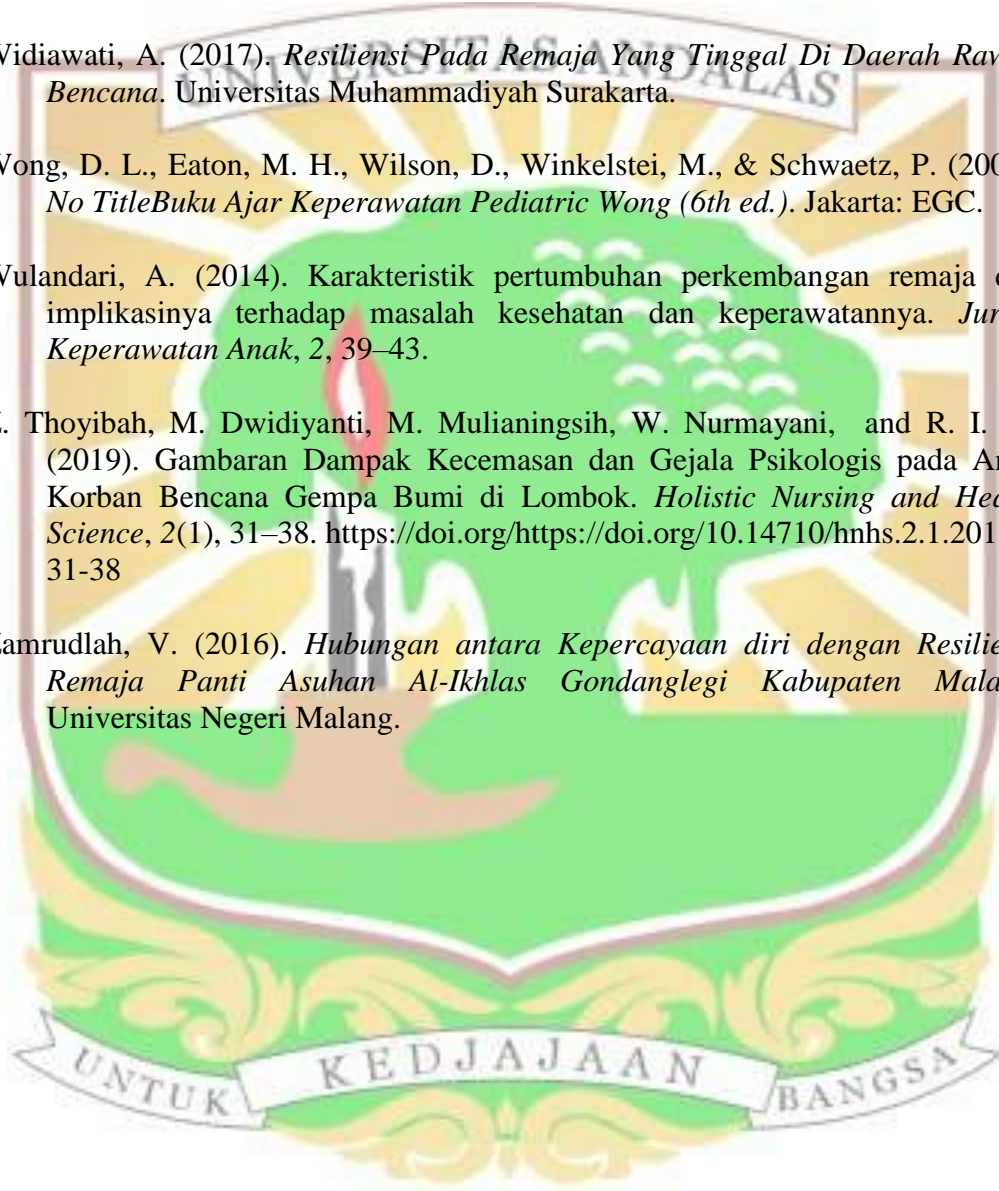 UNIVERSITAS ANDALAS
Widiawati, A. (2017). Resiliensi Pada Remaja Yang Tinggal Di Daerah
Bencana. Universitas Muhammadiyah Surakarta.
Wong, D. L., Eaton, M. H., Wilson, D., Winkelstei, M., & Schwaetz, P. (200
No TitleBuku Ajar Keperawatan Pediatric Wong (6th ed.). Jakarta: EGC.
Wulandari, A. (2014). Karakteristik pertumbuhan perkembangan remaja
implikasinya terhadap masalah kesehatan dan keperawatannya. Jur
Keperawatan Anak, 2, 39–43.
Z. Thoyibah, M. Dwidiyanti, M. Mulianingsih, W. Nurmayani, and R. I.
(2019). Gambaran Dampak Kecemasan dan Gejala Psikologis pada An
Korban Bencana Gempa Bumi di Lombok. Holistic Nursing and Hea
Science, 2(1), 31–38. https://doi.org/https://doi.org/10.14710/hnhs.2.1.201
31-38
Zamrudlah, V. (2016). Hubungan antara Kepercayaan diri dengan Resilie
Remaja Panti Asuhan Al-Ikhlas Gondanglegi Kabupaten Mala
Universitas Negeri Malang.
UNTUK KEDJAJAAN BANGSA